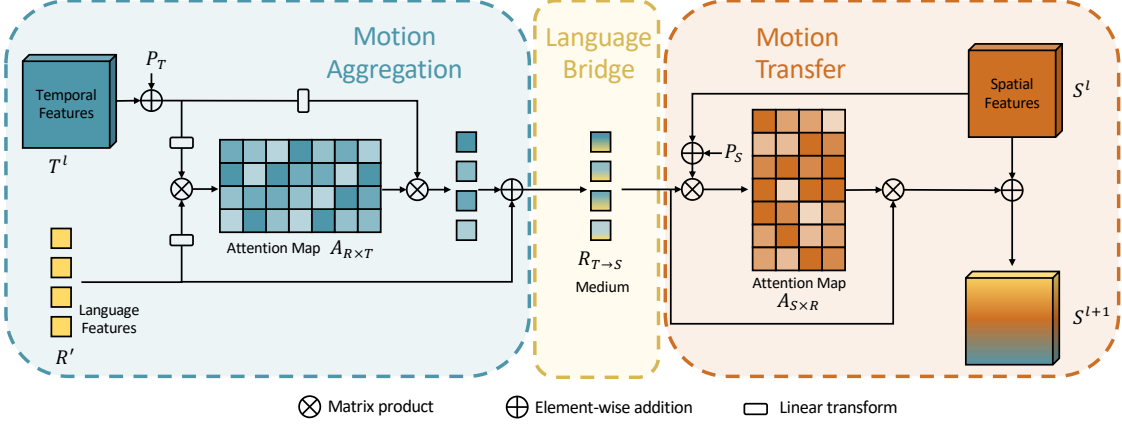 Motion
Aggregation
Language
Bridge
Motion
Transfer
P_T
Temporal
Features
T^l
Attention Map A_{R×T}
Language
Features
R′
R_{T→S}
Medium
P_S
Attention Map
A_{S×R}
Spatial
Features
S^l
S^{l+1}
Matrix product
Element-wise addition
Linear transform